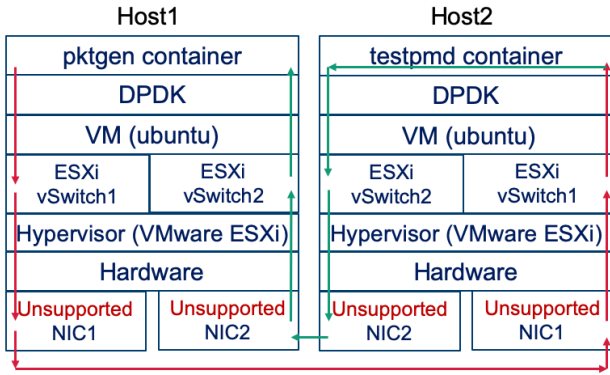 Host1
pktgen container
DPDK
VM (ubuntu)
ESXi
vSwitch1
ESXi
vSwitch2
Hypervisor (VMware ESXi)
Hardware
Unsupported
NIC1
Unsupported
NIC2
Host2
testpmd container
DPDK
VM (ubuntu)
ESXi
vSwitch2
ESXi
vSwitch1
Hypervisor (VMware ESXi)
Hardware
Unsupported
NIC2
Unsupported
NIC1